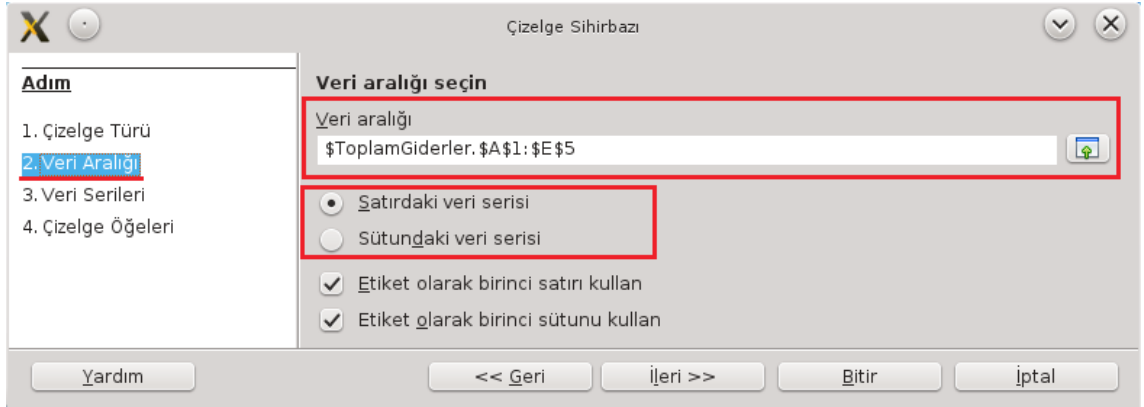 Çizelge Sihirbazı
Adım
1. Çizelge Türü
2. Veri Aralığı
3. Veri Serileri
4. Çizelge Öğeleri
Veri aralığı seçin
Veri aralığı
$ToplamGiderler.$A$1:$E$5
Satırdaki veri serisi
Sütundaki veri serisi
Etiket olarak birinci satırı kullan
Etiket olarak birinci sütunu kullan
Yardım
<< Geri
İleri >>
Bitir
İptal